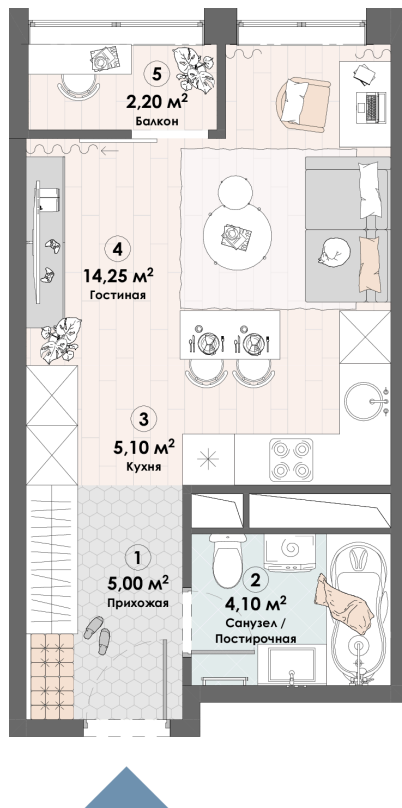 5
2,20 м²
Балкон
4
14,25 м²
Гостиная
3
5,10 м²
Кухня
1
5,00 м²
Прихожая
2
4,10 м²
Санузел /
Постирочная